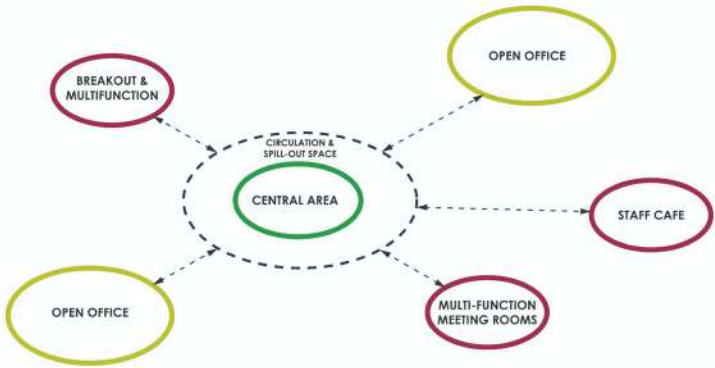 OPEN OFFICE
BREAKOUT &
MULTIFUNCTION
CIRCULATION &
SPILL-OUT SPACE
CENTRAL AREA
STAFF CAFE
OPEN OFFICE
MULTI-FUNCTION
MEETING ROOMS